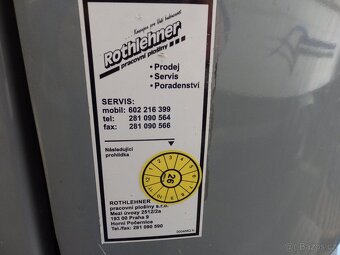 Rothlehner
pracovní plošiny
• Prodej
• Servis
• Poradenství
SERVIS:
mobil: 602 216 399
tel: 281 090 564
fax: 281 090 566
Následující
prohlídka
26
ROTHLEHNER
pracovní plošiny s.r.o.
Mezi úvozy 2512/2a
193 00 Praha 9
Horní Počernice
Tel./fax: 281 090 590